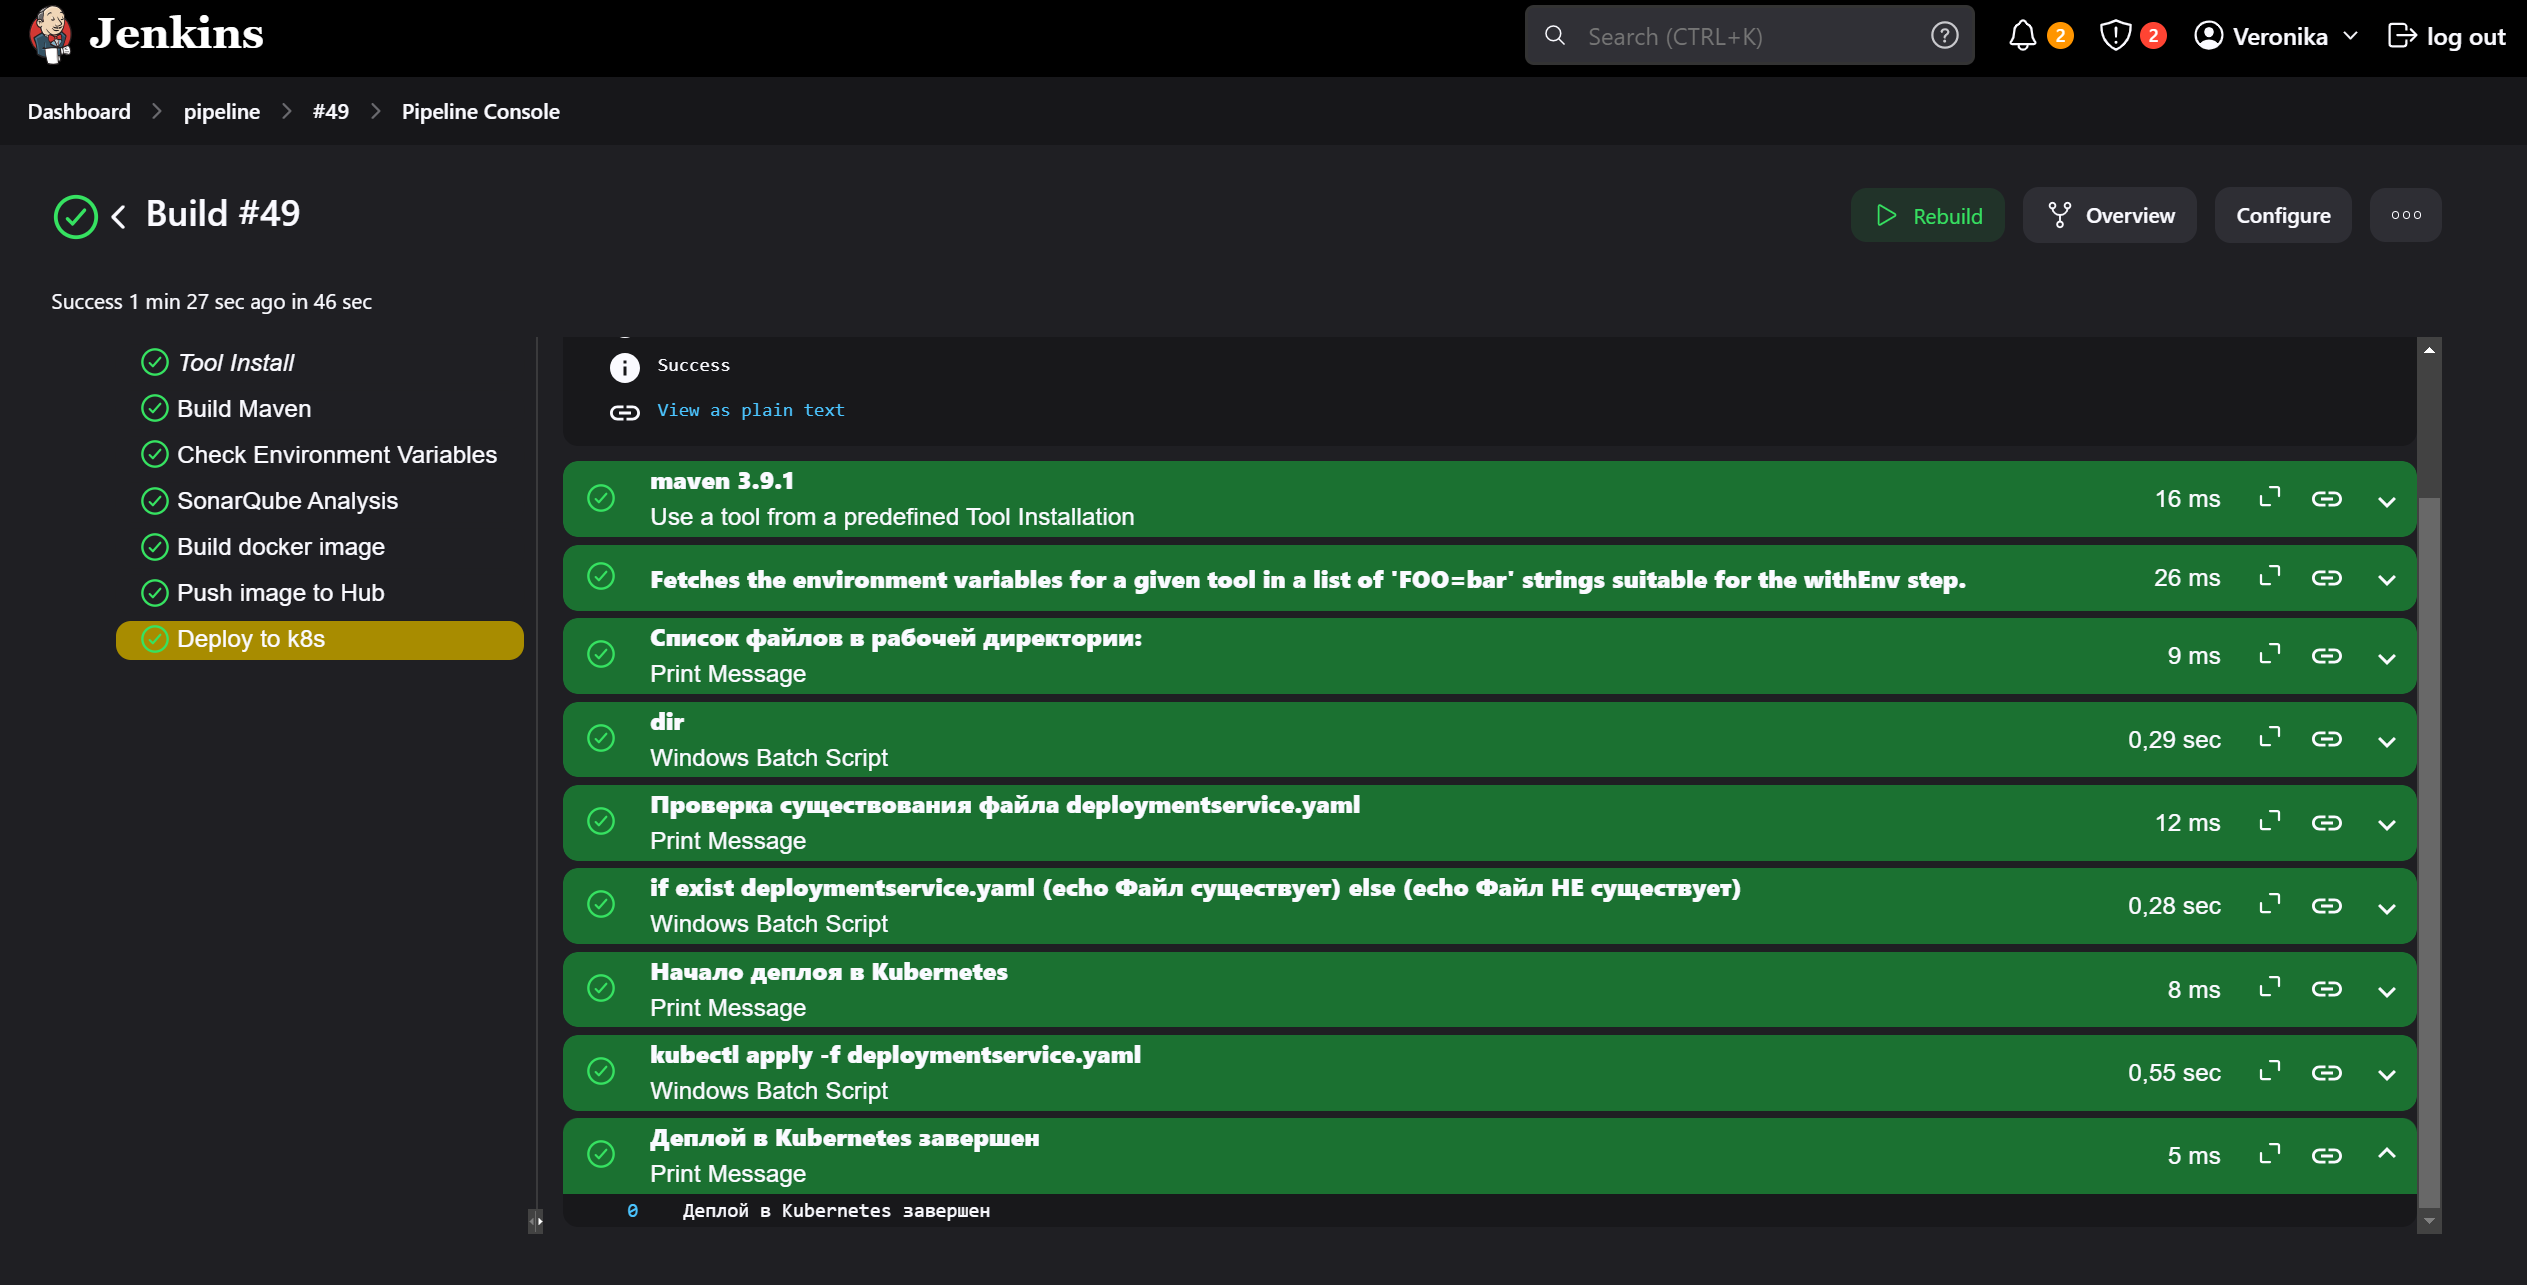 Jenkins
Search (CTRL+K)
2
2
Veronika
log out
Dashboard
pipeline
#49
Pipeline Console
Build #49
Rebuild
Overview
Configure
Success 1 min 27 sec ago in 46 sec
Tool Install
Build Maven
Check Environment Variables
SonarQube Analysis
Build docker image
Push image to Hub
Deploy to k8s
Success
View as plain text
maven 3.9.1
Use a tool from a predefined Tool Installation
16 ms
Fetches the environment variables for a given tool in a list of 'FOO=bar' strings suitable for the withEnv step.
26 ms
Список файлов в рабочей директории:
Print Message
9 ms
dir
Windows Batch Script
0,29 sec
Проверка существования файла deploymentservice.yaml
Print Message
12 ms
if exist deploymentservice.yaml (echo Файл существует) else (echo Файл НЕ существует)
Windows Batch Script
0,28 sec
Начало деплоя в Kubernetes
Print Message
8 ms
kubectl apply -f deploymentservice.yaml
Windows Batch Script
0,55 sec
Деплой в Kubernetes завершен
Print Message
5 ms
0 Деплой в Kubernetes завершен